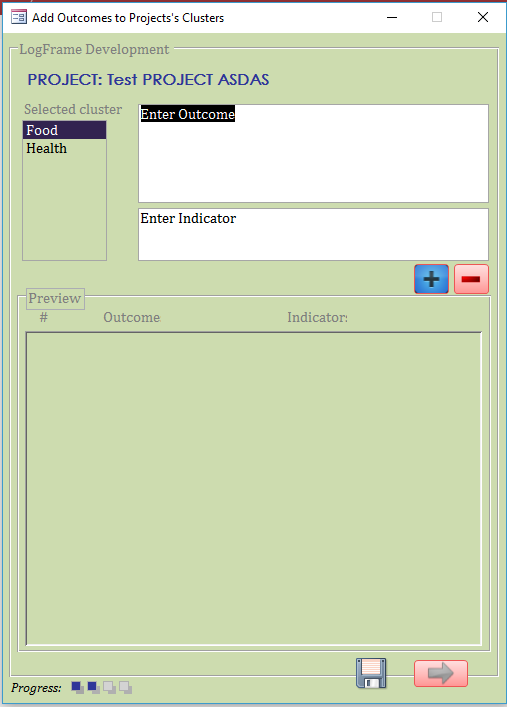 Add Outcomes to Projects's Clusters
LogFrame Development
PROJECT: Test PROJECT ASDAS
Selected cluster
Food
Health
Enter Outcome
Enter Indicator
Preview
# Outcome Indicator:
Progress: